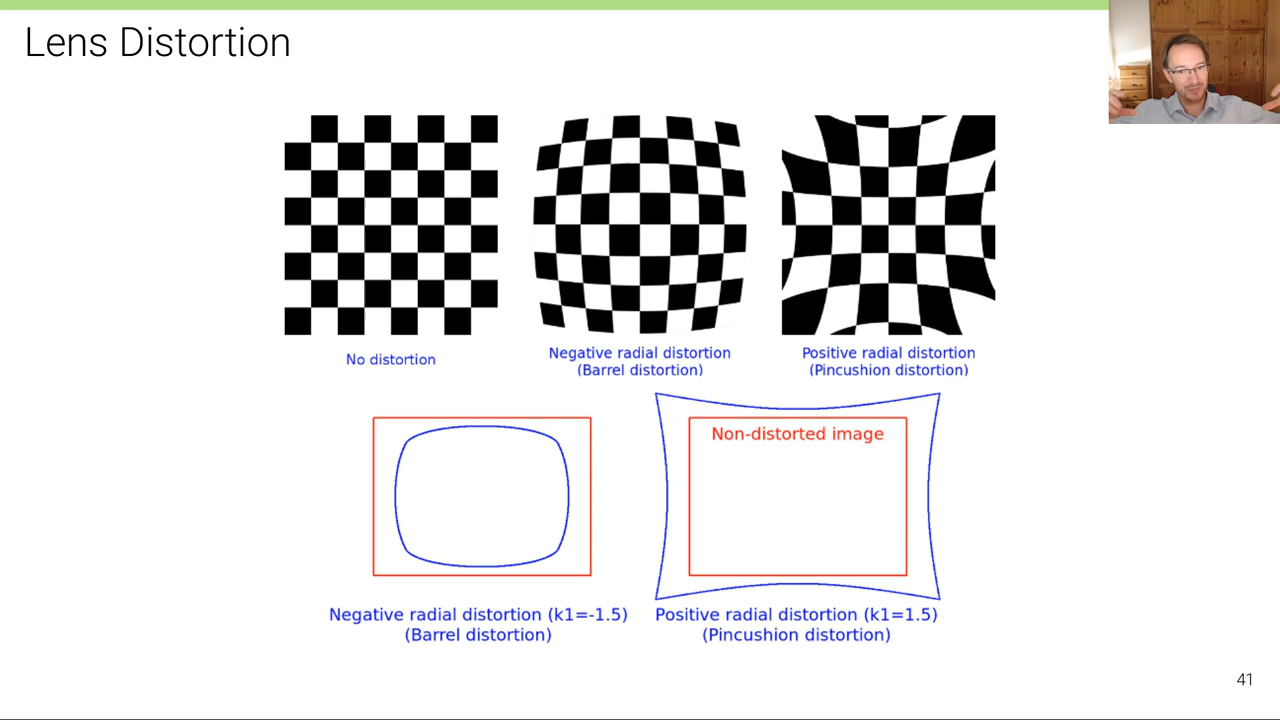 Lens Distortion
No distortion
Negative radial distortion
(Barrel distortion)
Positive radial distortion
(Pincushion distortion)
Non-distorted image
Negative radial distortion (k1=-1.5)
(Barrel distortion)
Positive radial distortion (k1=1.5)
(Pincushion distortion)
41